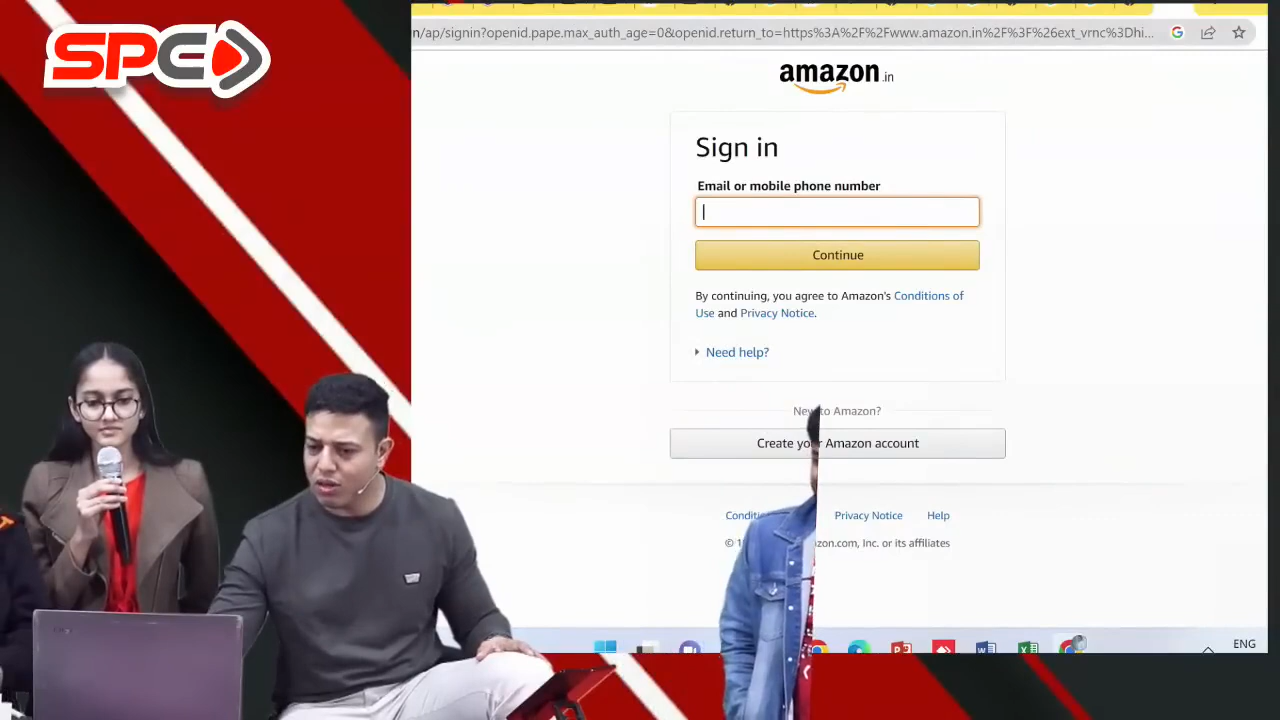 SPE
n/ap/signin?openid.pape.max_auth_age=0&openid.return_to=https%3A%2F%2Fwww.amazon.in%2F%3F%26ext_vrnc%3Dhi...
amazon.in
Sign in
Email or mobile phone number
Continue
By continuing, you agree to Amazon's Conditions of
Use and Privacy Notice.
Need help?
New to Amazon?
Create your Amazon account
Privacy Notice
Help
zon.com, Inc. or its affiliates
ENG